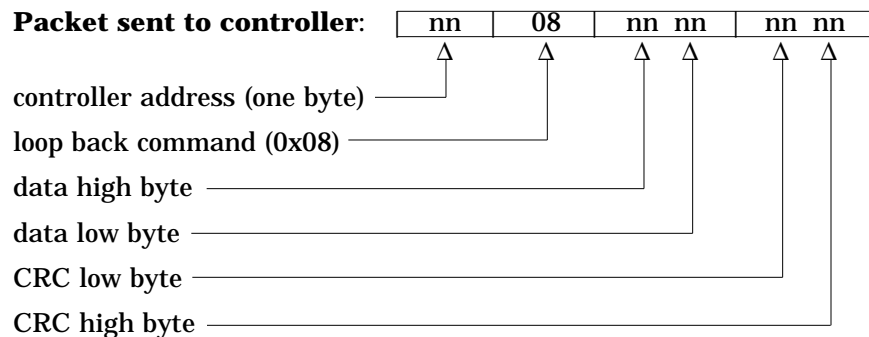 Packet sent to controller: nn 08 nn nn nn nn
controller address (one byte)
loop back command (0x08)
data high byte
data low byte
CRC low byte
CRC high byte